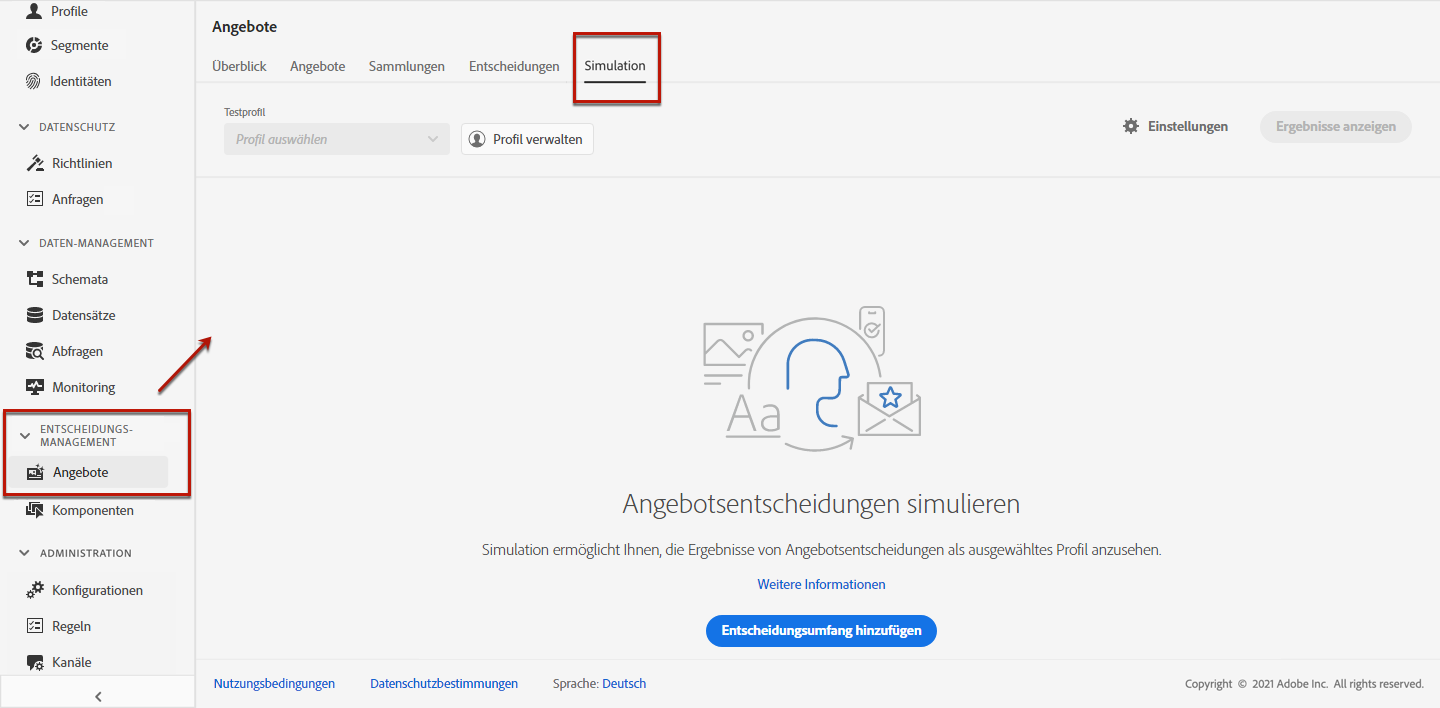 Profile
Segmente
Identitäten
DATENSCHUTZ
Richtlinien
Anfragen
DATEN-MANAGEMENT
Schemata
Datensätze
Abfragen
Monitoring
ENTSCHEIDUNGS-
MANAGEMENT
Angebote
Komponenten
ADMINISTRATION
Konfigurationen
Regeln
Kanäle
Angebote
Überblick Angebote Sammlungen Entscheidungen Simulation
Testprofil
Profil auswählen Profil verwalten Einstellungen Ergebnisse anzeigen
Aa
Angebotsentscheidungen simulieren
Simulation ermöglicht Ihnen, die Ergebnisse von Angebotsentscheidungen als ausgewähltes Profil anzusehen.
Weitere Informationen
Entscheidungsumfang hinzufügen
Nutzungsbedingungen Datenschutzbestimmungen Sprache: Deutsch Copyright © 2021 Adobe Inc. All rights reserved.